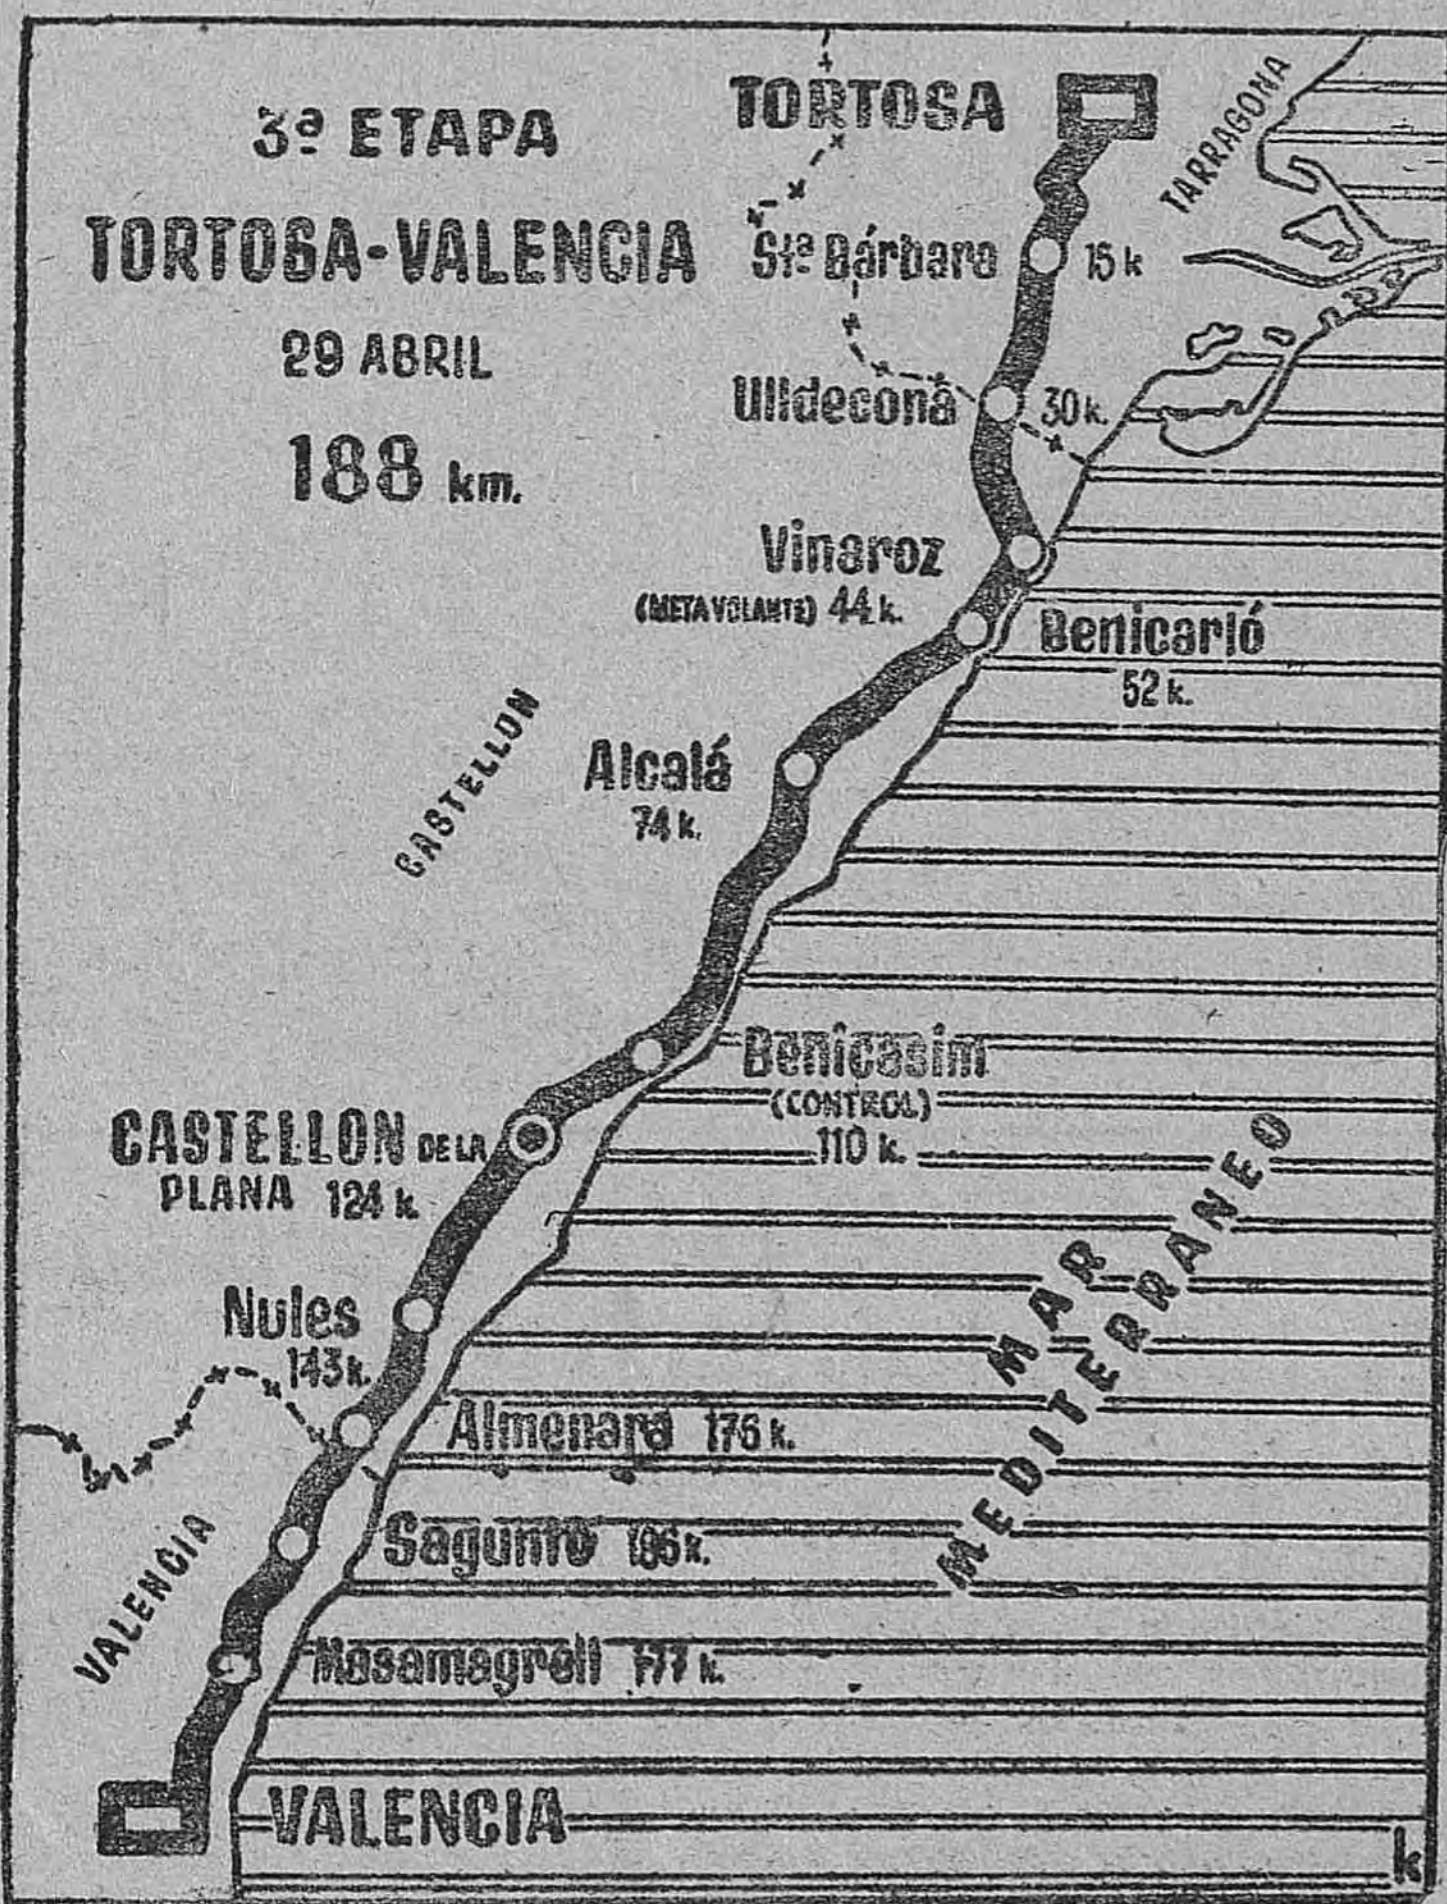 3ª ETAPA
TORTOSA-VALENCIA
29 ABRIL
188 km.
TORTOSA
TARRAGONA
Stª Bárbara 15 k
Ulldecona 30 k.
Vinaroz
(META VOLANTE) 44 k.
Benicarló
52 k.
CASTELLON
Alcalá
74 k.
Benicasim
(CONTROL)
110 k.
CASTELLON DE LA
PLANA 124 k.
Nules
143 k.
MAR
MEDITERRANEO
Almenara 176 k.
Sagunto
VALENCIA
Masamagrell 177 k.
VALENCIA
k